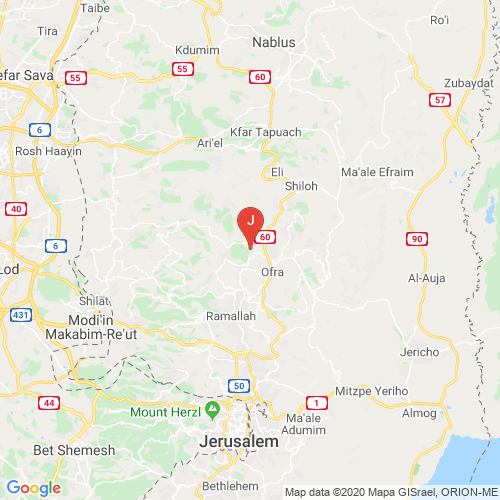 Taibe
Tira
Ro'i
Nablus
Kdumim
55
60
efar Sava
55
Zubaydat
57
6
Kfar Tapuach
Ari'el
Rosh Haayin
Eli
Shiloh
Ma'ale Efraim
40
J
60
90
6
Lod
Ofra
Al-Auja
Shilat
431
Modi'in
Makabim-Re'ut
Ramallah
Jericho
50
Mitzpe Yeriho
44
1
Mount Herzl
Almog
Ma'ale
Adumim
Jerusalem
Bet Shemesh
Bethlehem
Google
Map data ©2020 Mapa GISrael, ORION-ME